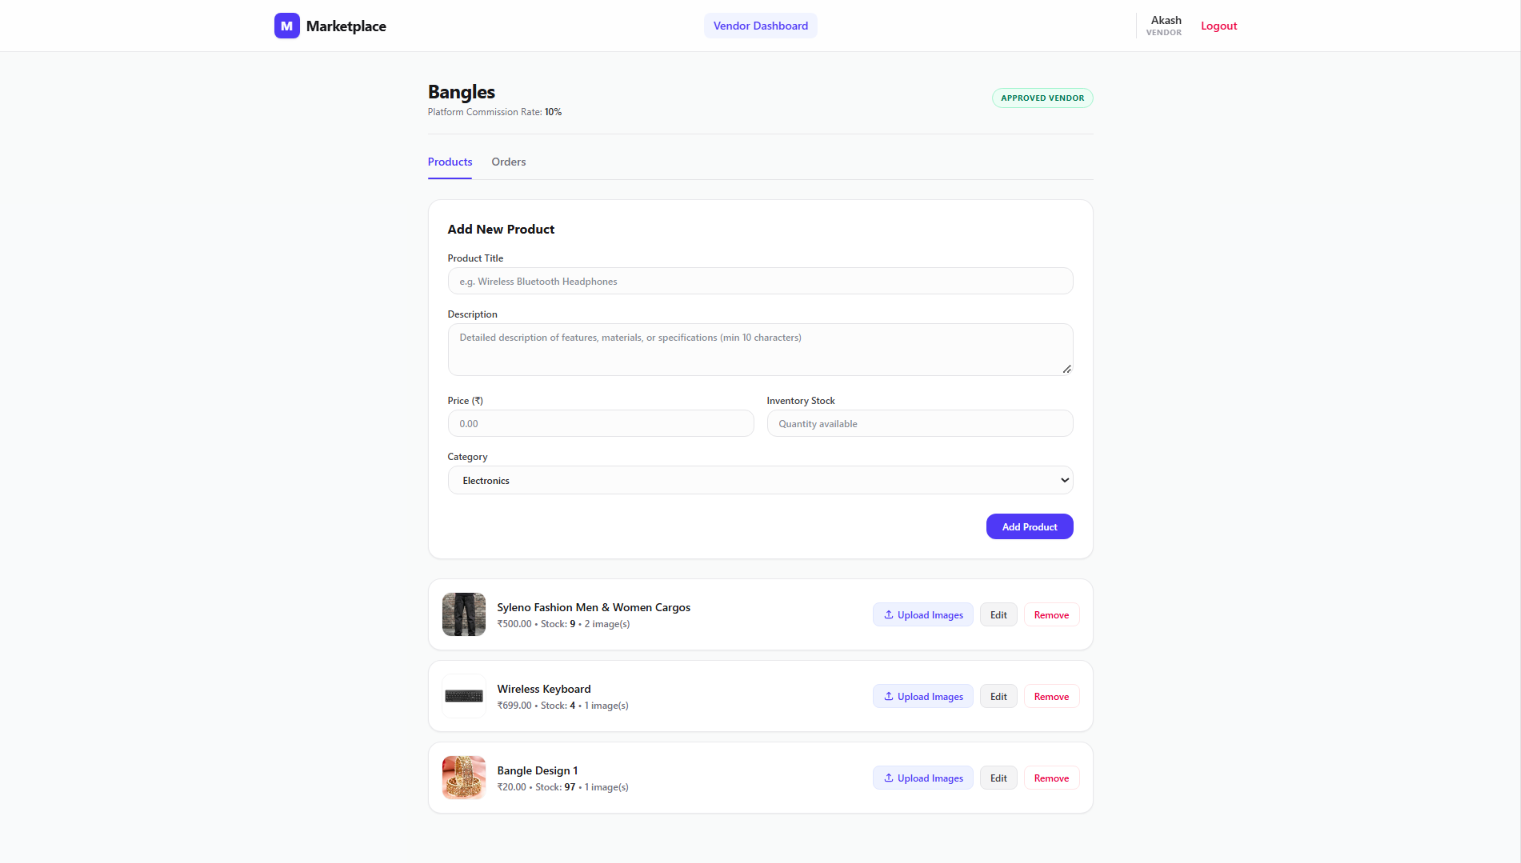 M Marketplace
Vendor Dashboard
Akash
VENDOR
Logout
Bangles
Platform Commission Rate: 10%
APPROVED VENDOR
Products
Orders
Add New Product
Product Title
e.g. Wireless Bluetooth Headphones
Description
Detailed description of features, materials, or specifications (min 10 characters)
Price (₹)
Inventory Stock
0.00
Quantity available
Category
Electronics
Add Product
Syleno Fashion Men & Women Cargos
₹500.00 • Stock: 9 • 2 image(s)
Upload Images
Edit
Remove
Wireless Keyboard
₹699.00 • Stock: 4 • 1 image(s)
Upload Images
Edit
Remove
Bangle Design 1
₹20.00 • Stock: 97 • 1 image(s)
Upload Images
Edit
Remove